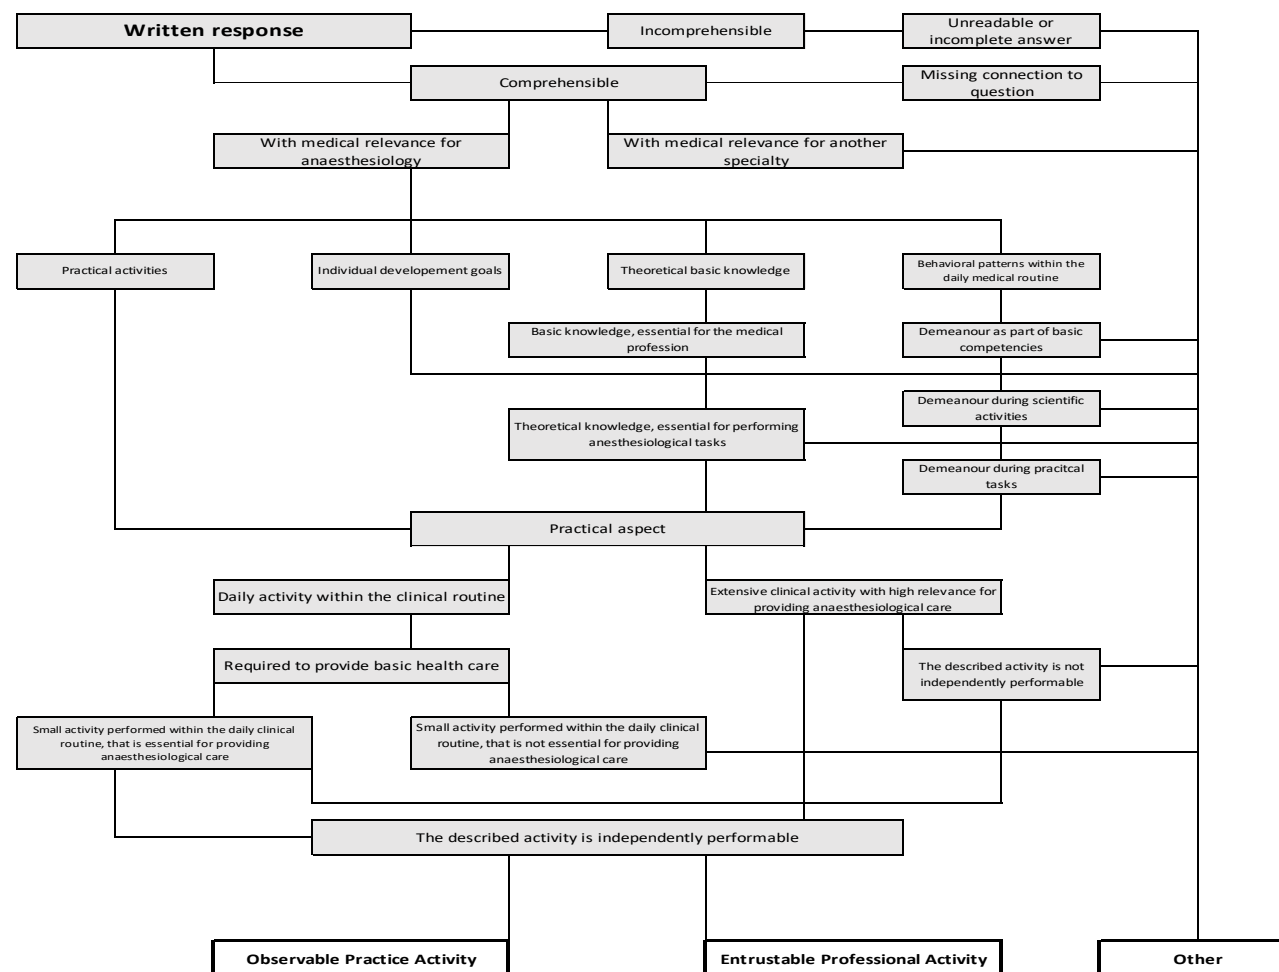 Written response
Incomprehensible
Unreadable or
incomplete answer
Comprehensible
Missing connection to
question
With medical relevance for
anaesthesiology
With medical relevance for another
specialty
Practical activities
Individual developement goals
Theoretical basic knowledge
Behavioral patterns within the
daily medical routine
Basic knowledge, essential for the medical
profession
Demeanour as part of basic
competencies
Demeanour during scientific
activities
Theoretical knowledge, essential for performing
anesthesiological tasks
Demeanour during pracitcal
tasks
Practical aspect
Daily activity within the clinical routine
Extensive clinical activity with high relevance for
providing anaesthesiological care
Required to provide basic health care
The described activity is not
independently performable
Small activity performed within the daily clinical
routine, that is essential for providing
anaesthesiological care
Small activity performed within the daily clinical
routine, that is not essential for providing
anaesthesiological care
The described activity is independently performable
Observable Practice Activity
Entrustable Professional Activity
Other